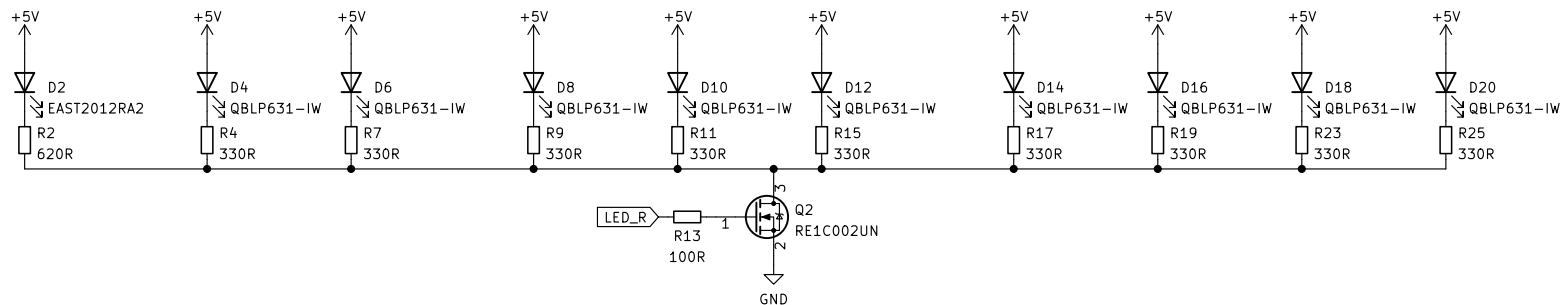 +5V +5V +5V +5V +5V +5V +5V +5V +5V +5V
D2 D4 D6 D8 D10 D12 D14 D16 D18 D20
EAST2012RA2 QBLP631-IW QBLP631-IW QBLP631-IW QBLP631-IW QBLP631-IW QBLP631-IW QBLP631-IW QBLP631-IW QBLP631-IW
R2 R4 R7 R9 R11 R15 R17 R19 R23 R25
620R 330R 330R 330R 330R 330R 330R 330R 330R 330R
3
LED_R 1 Q2
R13 RE1C002UN
100R 2
GND